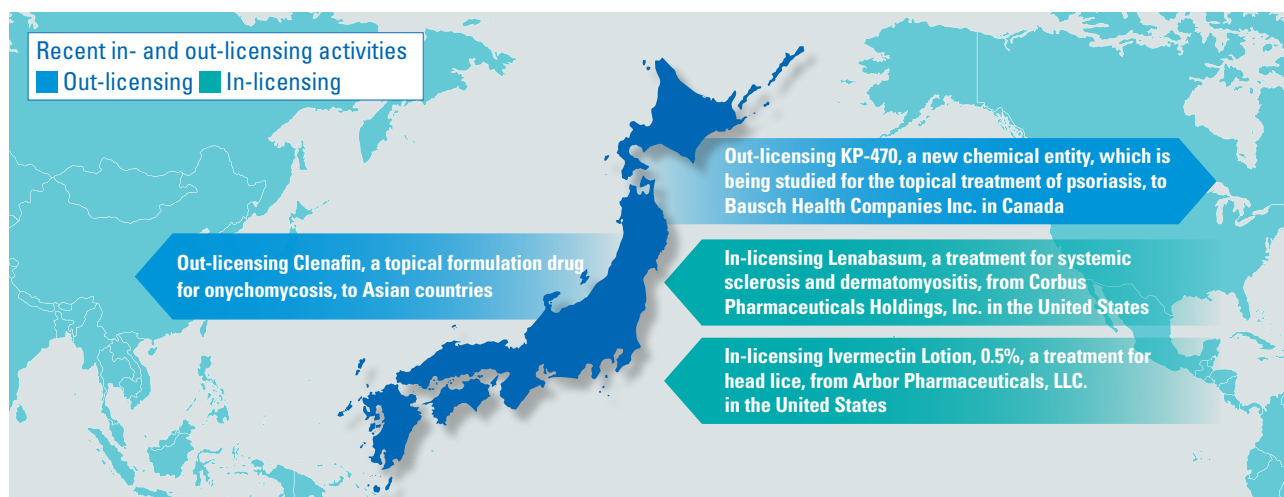 Recent in- and out-licensing activities
Out-licensing In-licensing
Out-licensing KP-470, a new chemical entity, which is
being studied for the topical treatment of psoriasis, to
Bausch Health Companies Inc. in Canada
Out-licensing Clenafin, a topical formulation drug
for onychomycosis, to Asian countries
In-licensing Lenabasum, a treatment for systemic
sclerosis and dermatomyositis, from Corbus
Pharmaceuticals Holdings, Inc. in the United States
In-licensing Ivermectin Lotion, 0.5%, a treatment for
head lice, from Arbor Pharmaceuticals, LLC.
in the United States